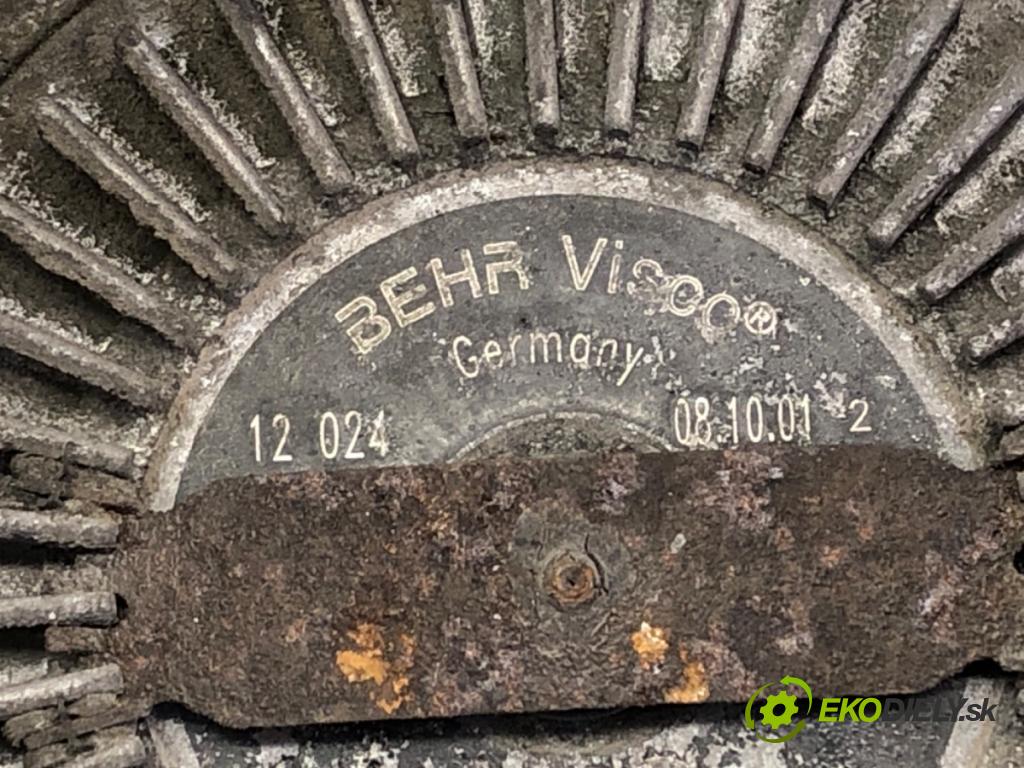 BEHR Visco®
Germany
12 024 08.10.01 2
EKODIELY.sk